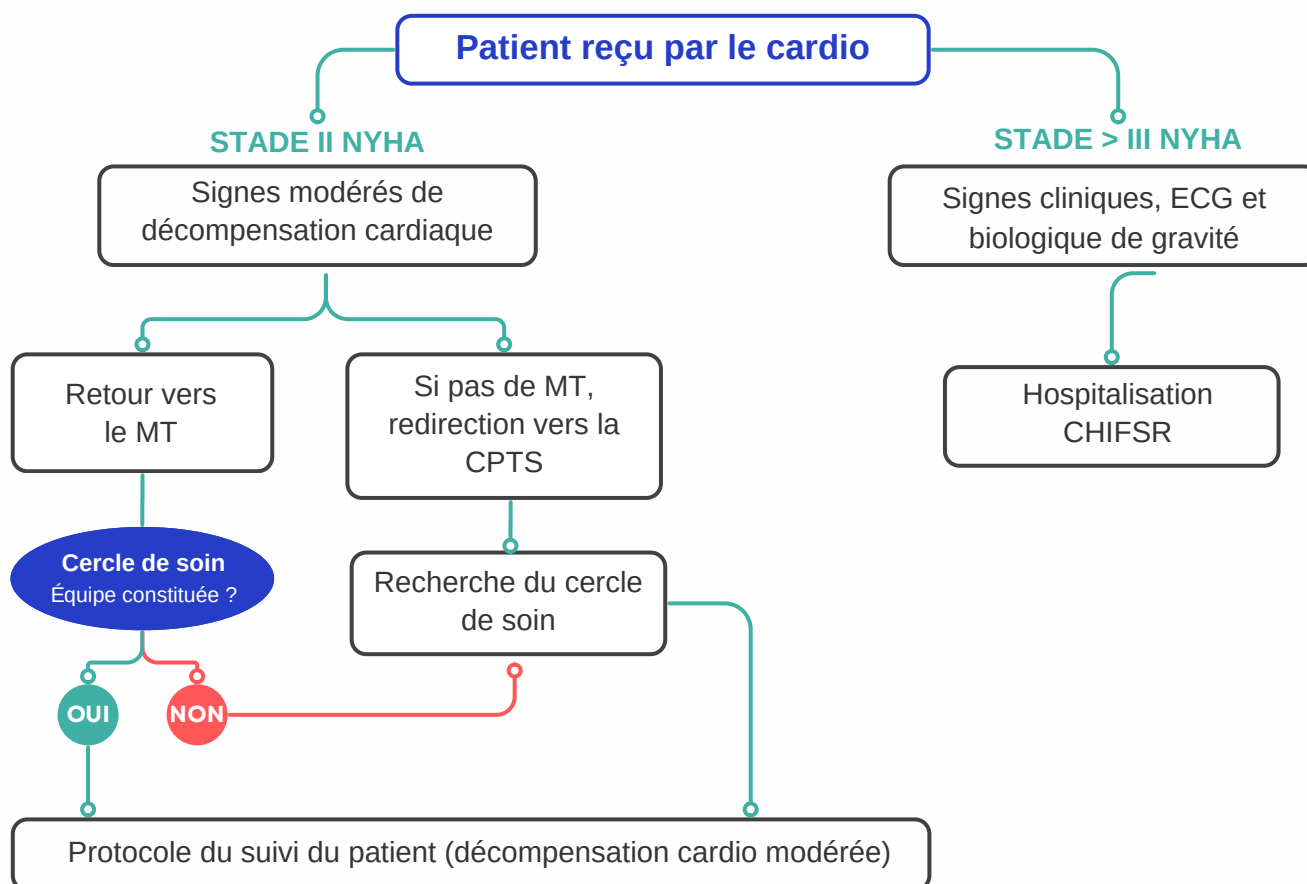 Patient reçu par le cardio
STADE II NYHA
Signes modérés de
décompensation cardiaque
STADE > III NYHA
Signes cliniques, ECG et
biologique de gravité
Retour vers
le MT
Si pas de MT,
redirection vers la
CPTS
Hospitalisation
CHIFSR
Cercle de soin
Équipe constituée ?
Recherche du cercle
de soin
OUI
NON
Protocole du suivi du patient (décompensation cardio modérée)